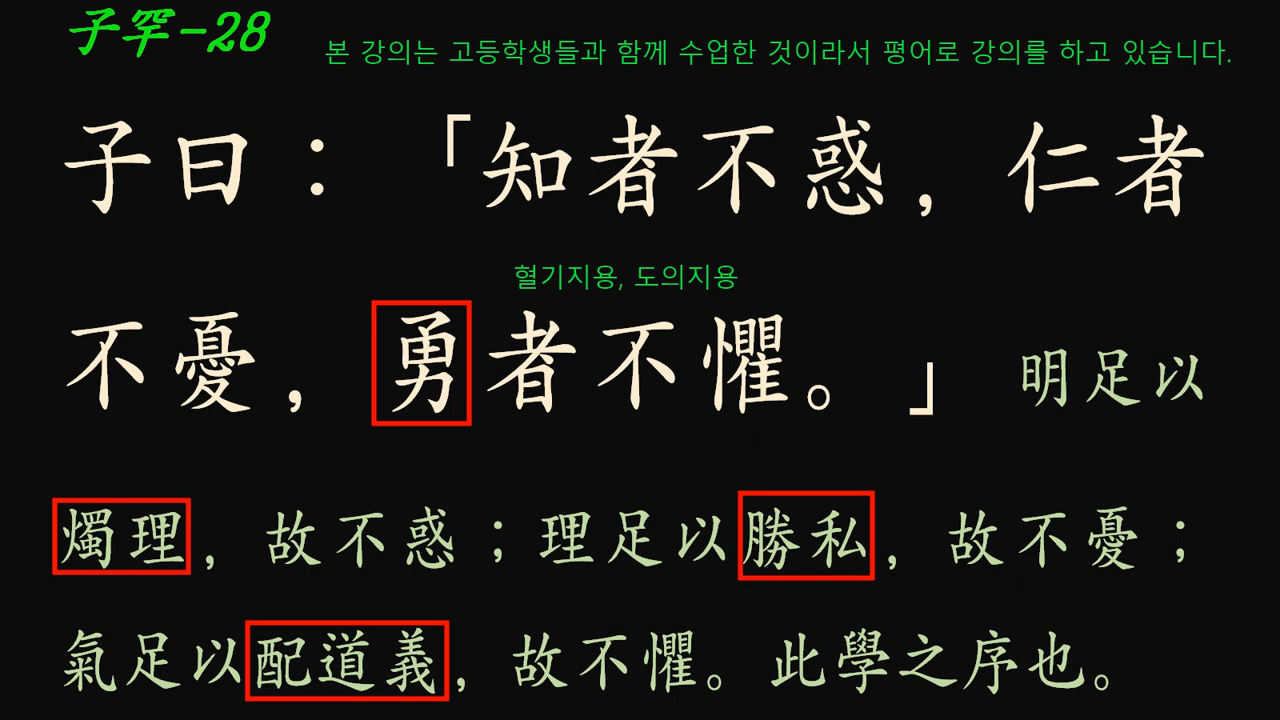 子罕-28
본 강의는 고등학생들과 함께 수업한 것이라서 평어로 강의를 하고 있습니다.
子曰：「知者不惑，仁者
혈기지용, 도의지용
不憂，勇者不懼。」 明足以
燭理，故不惑；理足以勝私，故不憂；
氣足以配道義，故不懼。此學之序也。